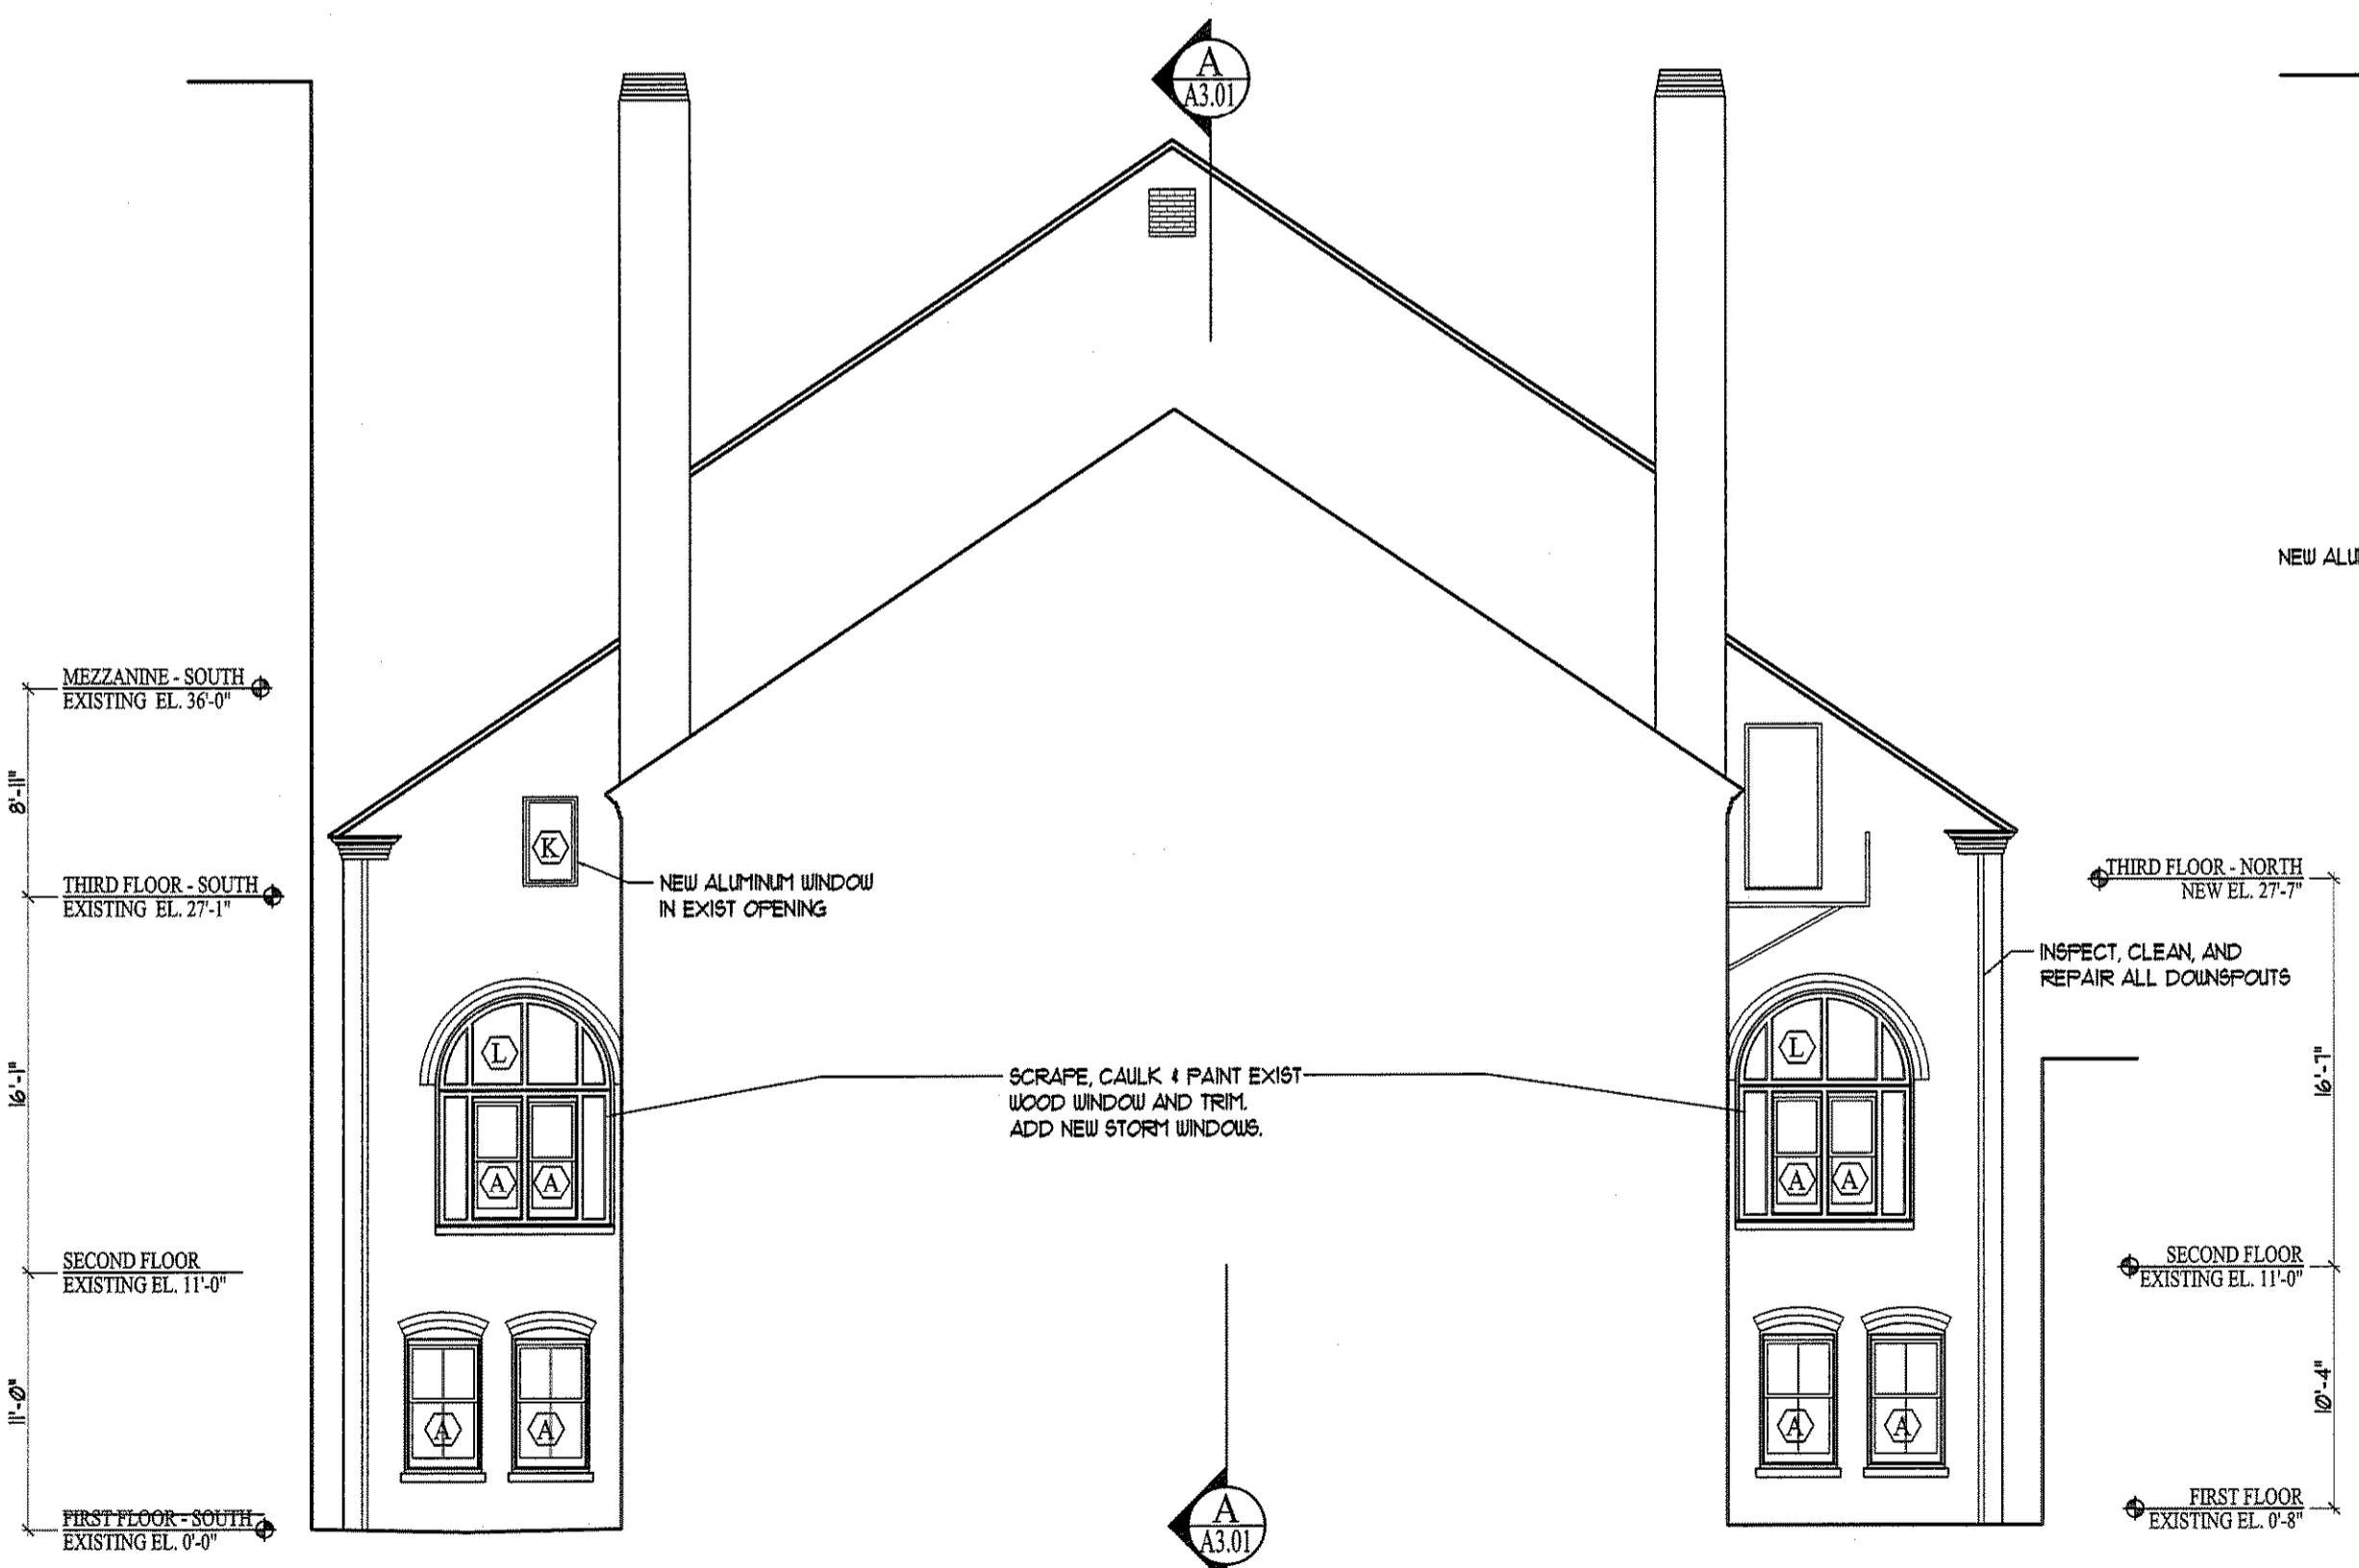 A
A3.01
NEW ALU
MEZZANINE - SOUTH
EXISTING EL. 36'-0"
8'-11"
THIRD FLOOR - SOUTH
EXISTING EL. 27'-1"
K
NEW ALUMINUM WINDOW
IN EXIST OPENING
THIRD FLOOR - NORTH
NEW EL. 27'-7"
INSPECT, CLEAN, AND
REPAIR ALL DOWNSPOUTS
L
L
16'-1"
16'-7"
SCRAPE, CAULK & PAINT EXIST
WOOD WINDOW AND TRIM.
ADD NEW STORM WINDOWS.
A A
A A
SECOND FLOOR
EXISTING EL. 11'-0"
SECOND FLOOR
EXISTING EL. 11'-0"
11'-0"
10'-4"
A A
A A
FIRST FLOOR - SOUTH
EXISTING EL. 0'-0"
FIRST FLOOR
EXISTING EL. 0'-8"
A
A3.01